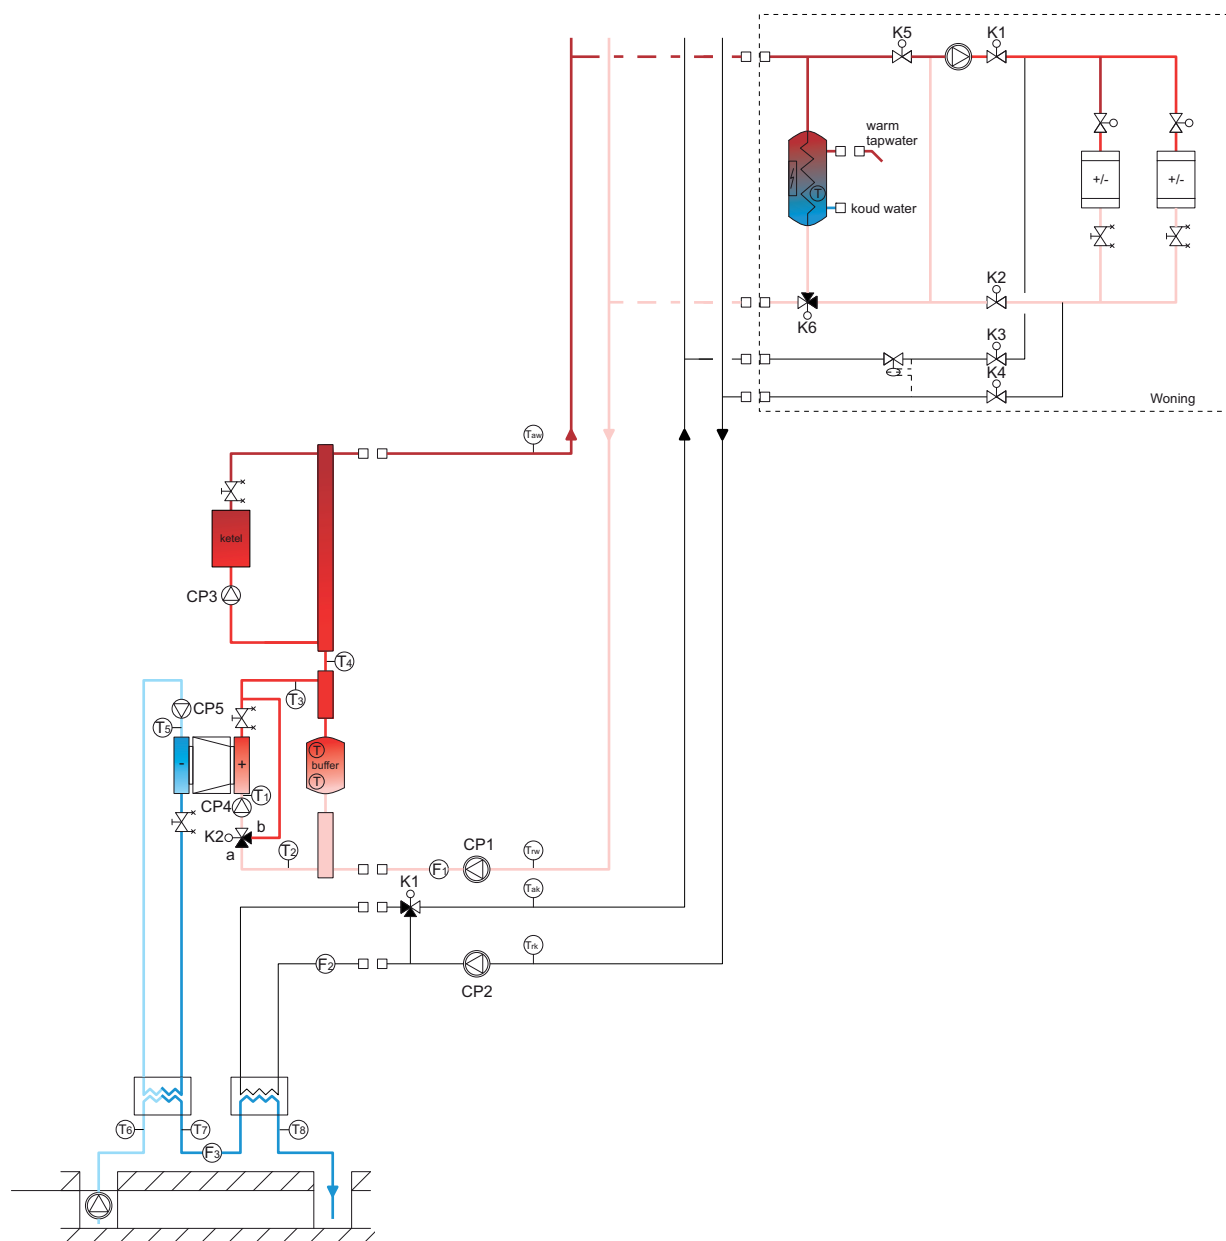 K5
K1
warm
tapwater
T
koud water
+/-
+/-
K2
K6
K3
K4
Woning
Taw
ketel
CP3
T4
T3
CP5
T5
-
+
T
buffer
T
T1
CP4
b
K2
a
T2
CP1
F1
Trw
K1
Tak
Trk
F2
CP2
T6
T7
T8
F3